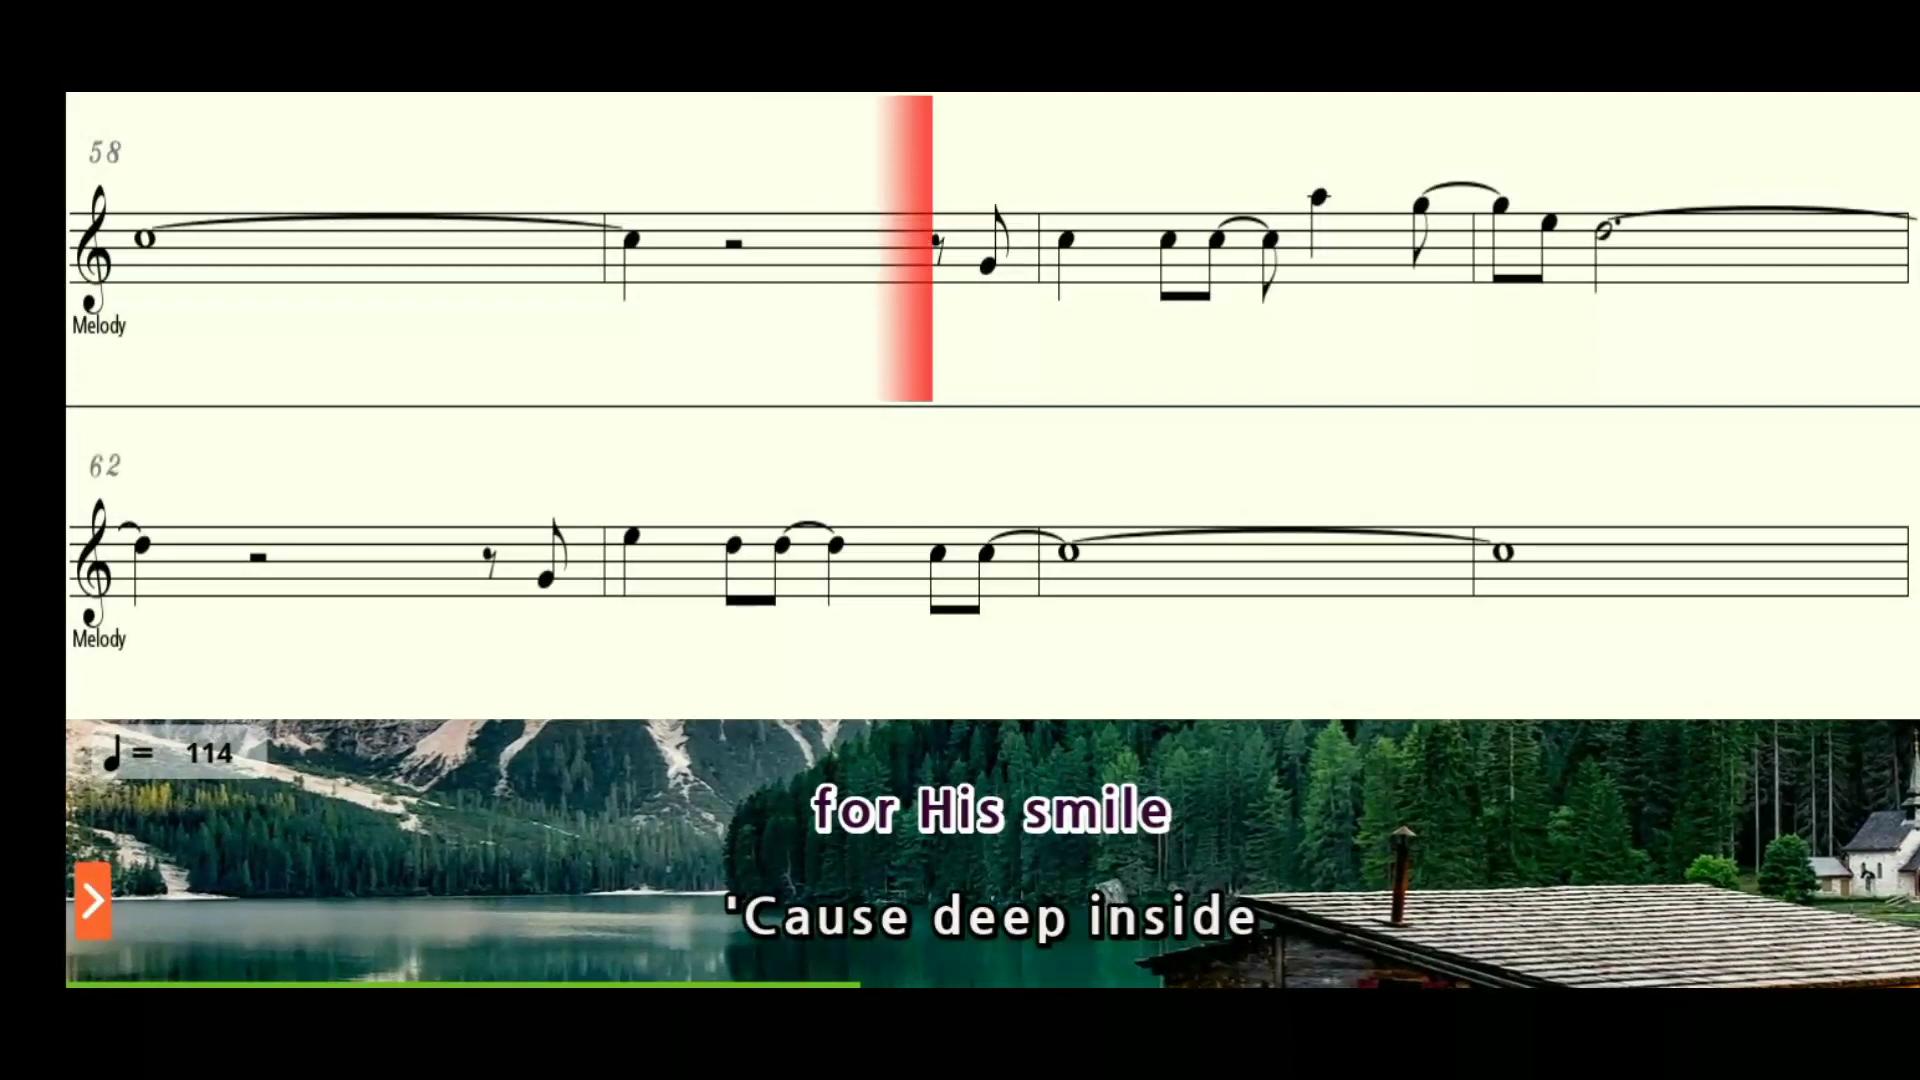 58
Melody
62
Melody
= 114
for His smile
'Cause deep inside